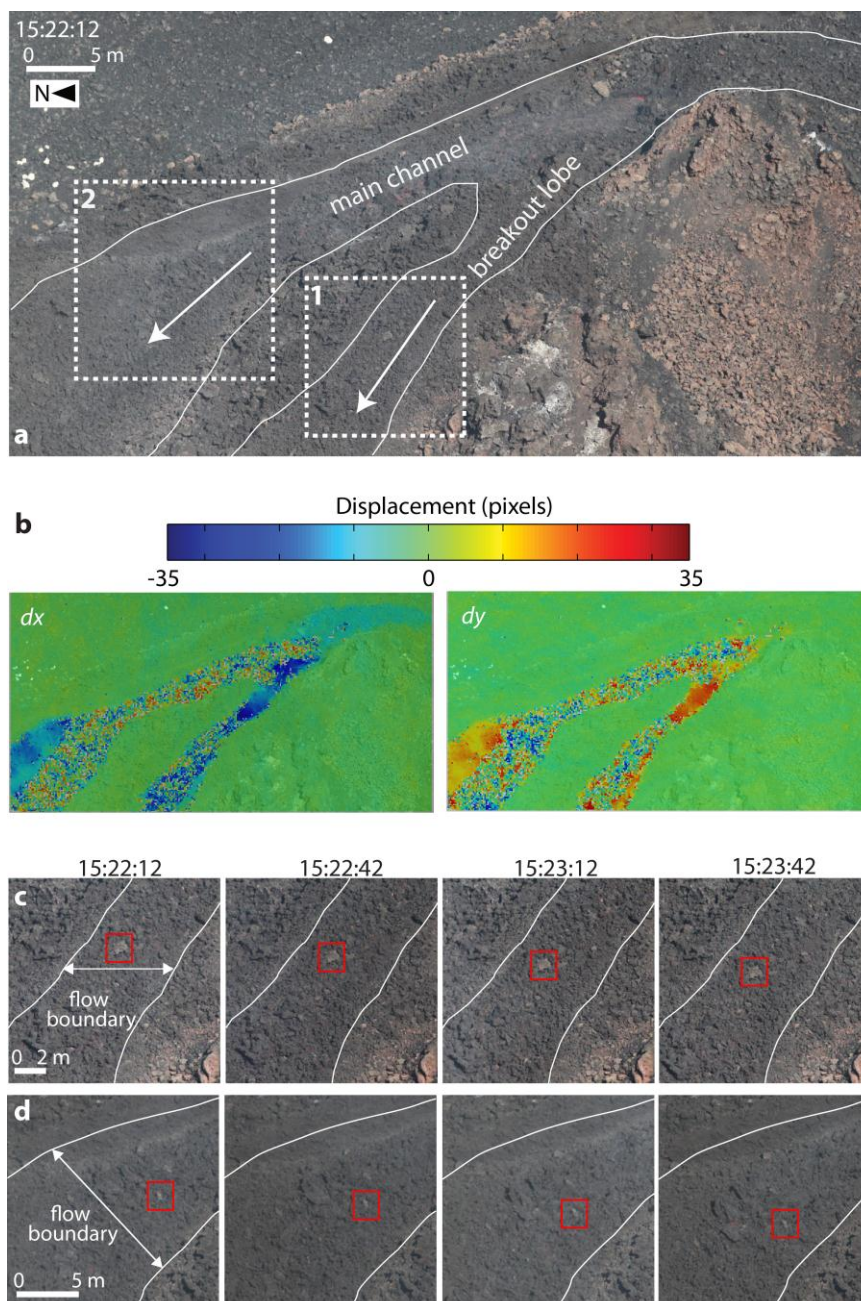 15:22:12
0 5 m
N
2
main channel
breakout lobe
1
a
b
Displacement (pixels)
-35 0 35
dx
dy
15:22:12 15:22:42 15:23:12 15:23:42
c
flow
boundary
0 2 m
d
flow
boundary
0 5 m